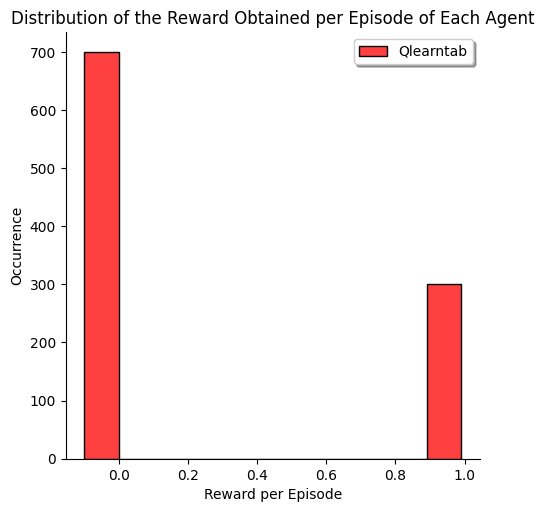 Distribution of the Reward Obtained per Episode of Each Agent
Qlearntab
700
600
500
400
300
200
100
0
Occurrence
0.0 0.2 0.4 0.6 0.8 1.0
Reward per Episode